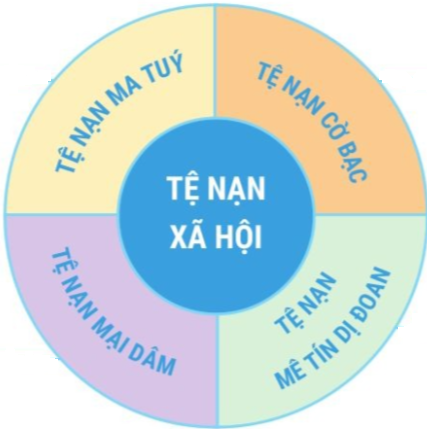 TỆ NẠN MA TUÝ
TỆ NẠN CỜ BẠC
TỆ NẠN
XÃ HỘI
TỆ NẠN MẠI DÂM
TỆ NẠN
MÊ TÍN DỊ ĐOAN